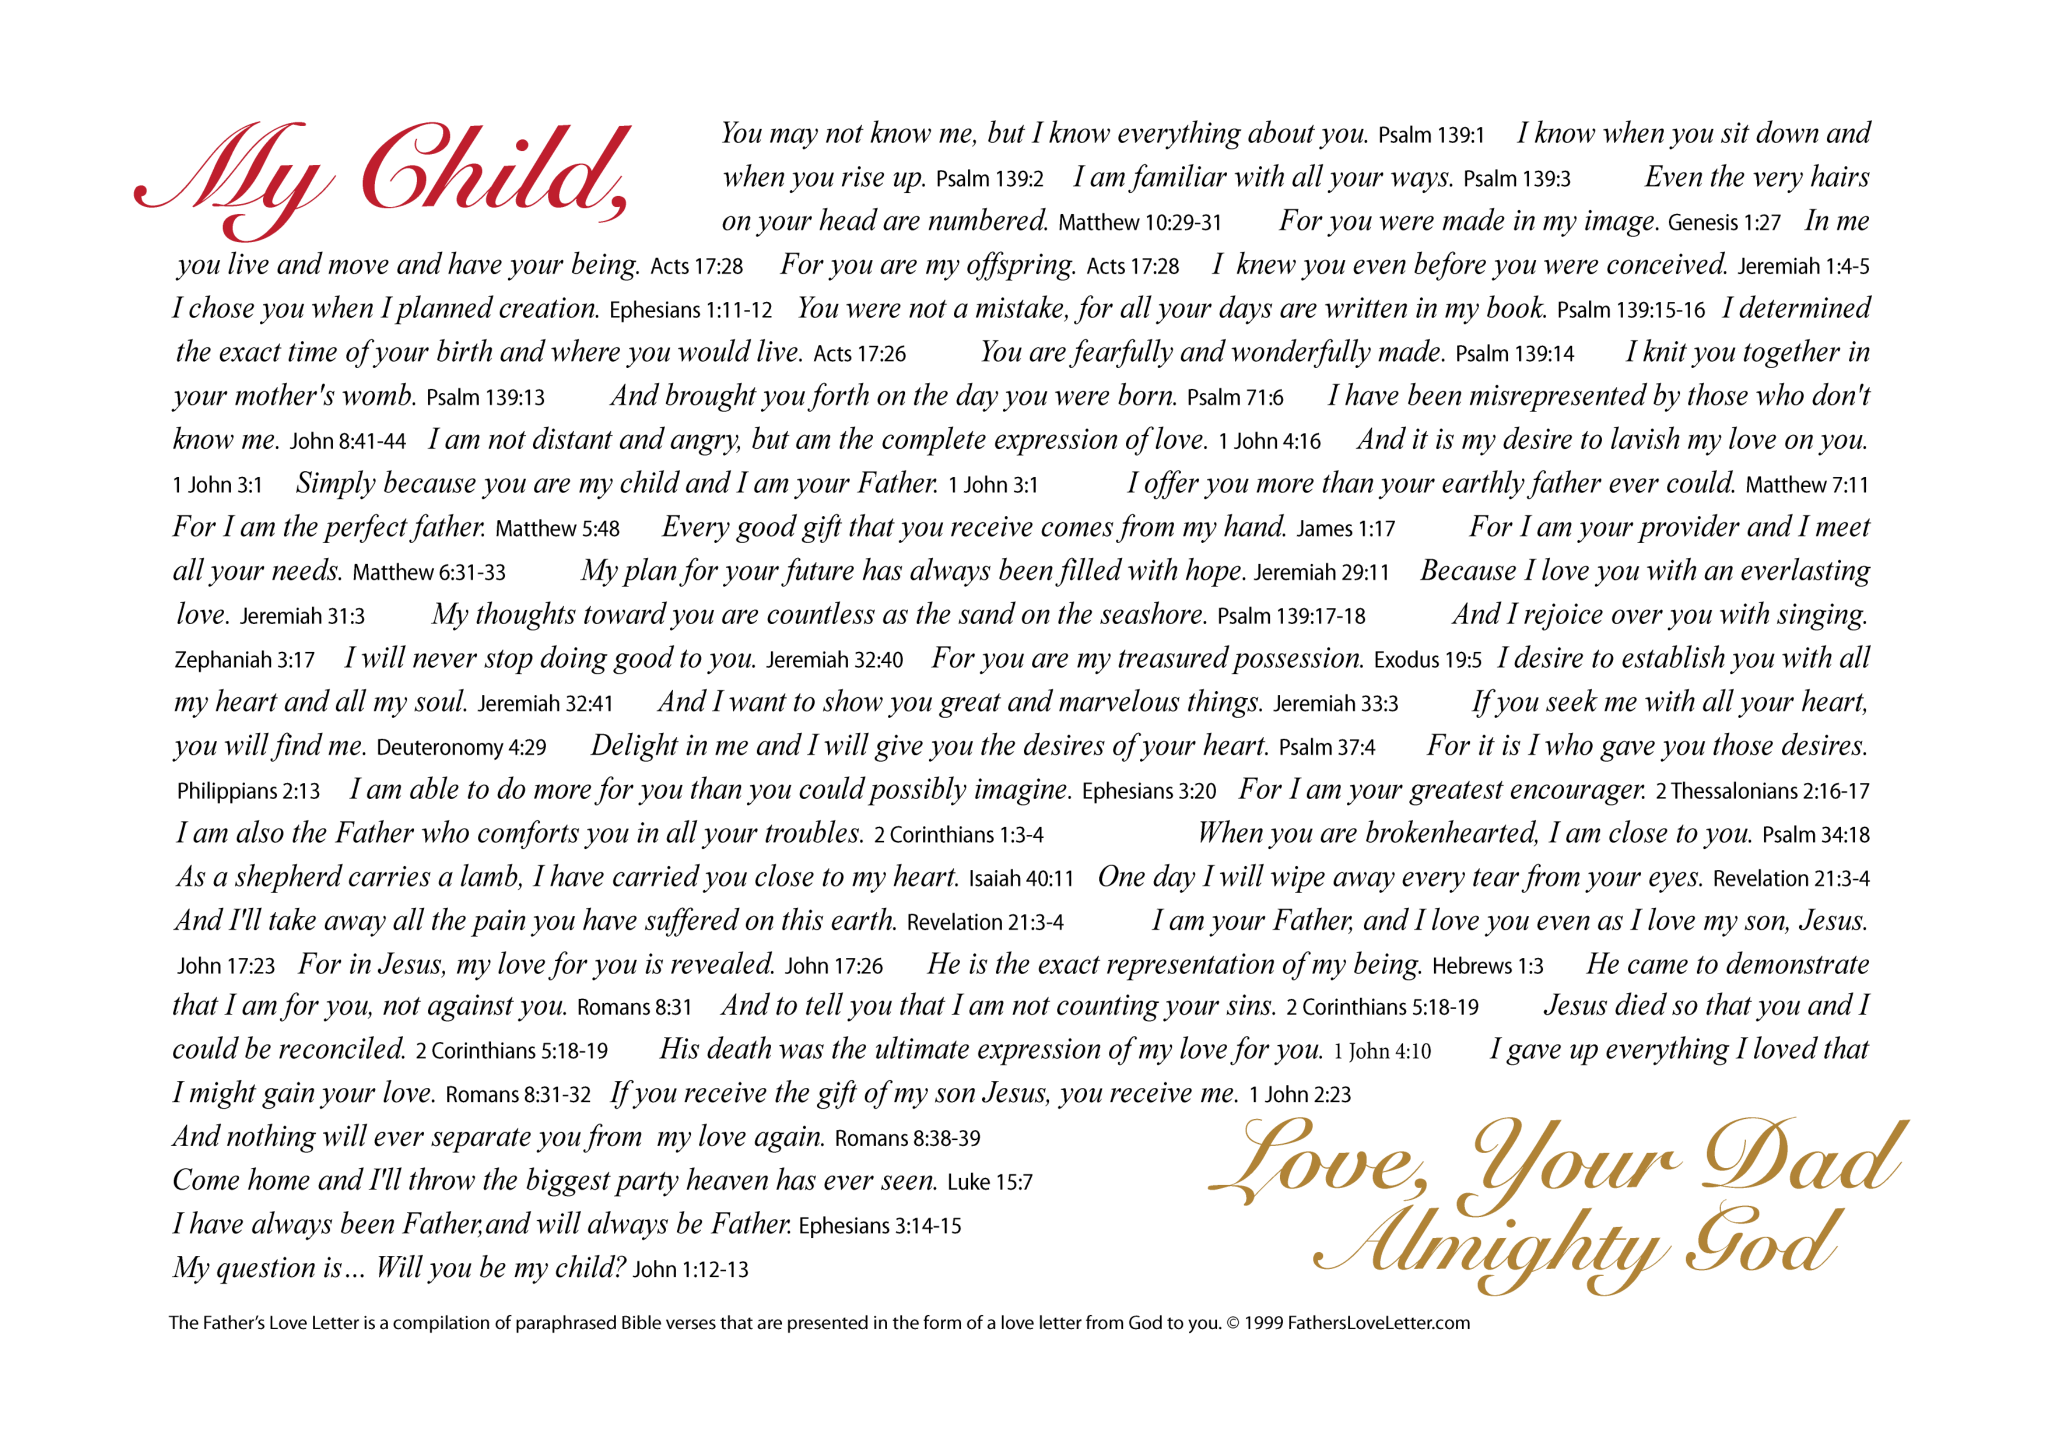 My Child,
You may not know me, but I know everything about you. Psalm 139:1 I know when you sit down and
when you rise up. Psalm 139:2 I am familiar with all your ways. Psalm 139:3 Even the very hairs
on your head are numbered. Matthew 10:29-31 For you were made in my image. Genesis 1:27 In me
you live and move and have your being. Acts 17:28 For you are my offspring. Acts 17:28 I knew you even before you were conceived. Jeremiah 1:4-5
I chose you when I planned creation. Ephesians 1:11-12 You were not a mistake, for all your days are written in my book. Psalm 139:15-16 I determined
the exact time of your birth and where you would live. Acts 17:26 You are fearfully and wonderfully made. Psalm 139:14 I knit you together in
your mother's womb. Psalm 139:13 And brought you forth on the day you were born. Psalm 71:6 I have been misrepresented by those who don't
know me. John 8:41-44 I am not distant and angry, but am the complete expression of love. 1 John 4:16 And it is my desire to lavish my love on you.
1 John 3:1 Simply because you are my child and I am your Father. 1 John 3:1 I offer you more than your earthly father ever could. Matthew 7:11
For I am the perfect father. Matthew 5:48 Every good gift that you receive comes from my hand. James 1:17 For I am your provider and I meet
all your needs. Matthew 6:31-33 My plan for your future has always been filled with hope. Jeremiah 29:11 Because I love you with an everlasting
love. Jeremiah 31:3 My thoughts toward you are countless as the sand on the seashore. Psalm 139:17-18 And I rejoice over you with singing.
Zephaniah 3:17 I will never stop doing good to you. Jeremiah 32:40 For you are my treasured possession. Exodus 19:5 I desire to establish you with all
my heart and all my soul. Jeremiah 32:41 And I want to show you great and marvelous things. Jeremiah 33:3 If you seek me with all your heart,
you will find me. Deuteronomy 4:29 Delight in me and I will give you the desires of your heart. Psalm 37:4 For it is I who gave you those desires.
Philippians 2:13 I am able to do more for you than you could possibly imagine. Ephesians 3:20 For I am your greatest encourager. 2 Thessalonians 2:16-17
I am also the Father who comforts you in all your troubles. 2 Corinthians 1:3-4 When you are brokenhearted, I am close to you. Psalm 34:18
As a shepherd carries a lamb, I have carried you close to my heart. Isaiah 40:11 One day I will wipe away every tear from your eyes. Revelation 21:3-4
And I'll take away all the pain you have suffered on this earth. Revelation 21:3-4 I am your Father, and I love you even as I love my son, Jesus.
John 17:23 For in Jesus, my love for you is revealed. John 17:26 He is the exact representation of my being. Hebrews 1:3 He came to demonstrate
that I am for you, not against you. Romans 8:31 And to tell you that I am not counting your sins. 2 Corinthians 5:18-19 Jesus died so that you and I
could be reconciled. 2 Corinthians 5:18-19 His death was the ultimate expression of my love for you. 1 John 4:10 I gave up everything I loved that
I might gain your love. Romans 8:31-32 If you receive the gift of my son Jesus, you receive me. 1 John 2:23
And nothing will ever separate you from my love again. Romans 8:38-39
Come home and I'll throw the biggest party heaven has ever seen. Luke 15:7
I have always been Father,and will always be Father. Ephesians 3:14-15
My question is… Will you be my child? John 1:12-13
Love, Your Dad
Almighty God
The Father’s Love Letter is a compilation of paraphrased Bible verses that are presented in the form of a love letter from God to you. © 1999 FathersLoveLetter.com